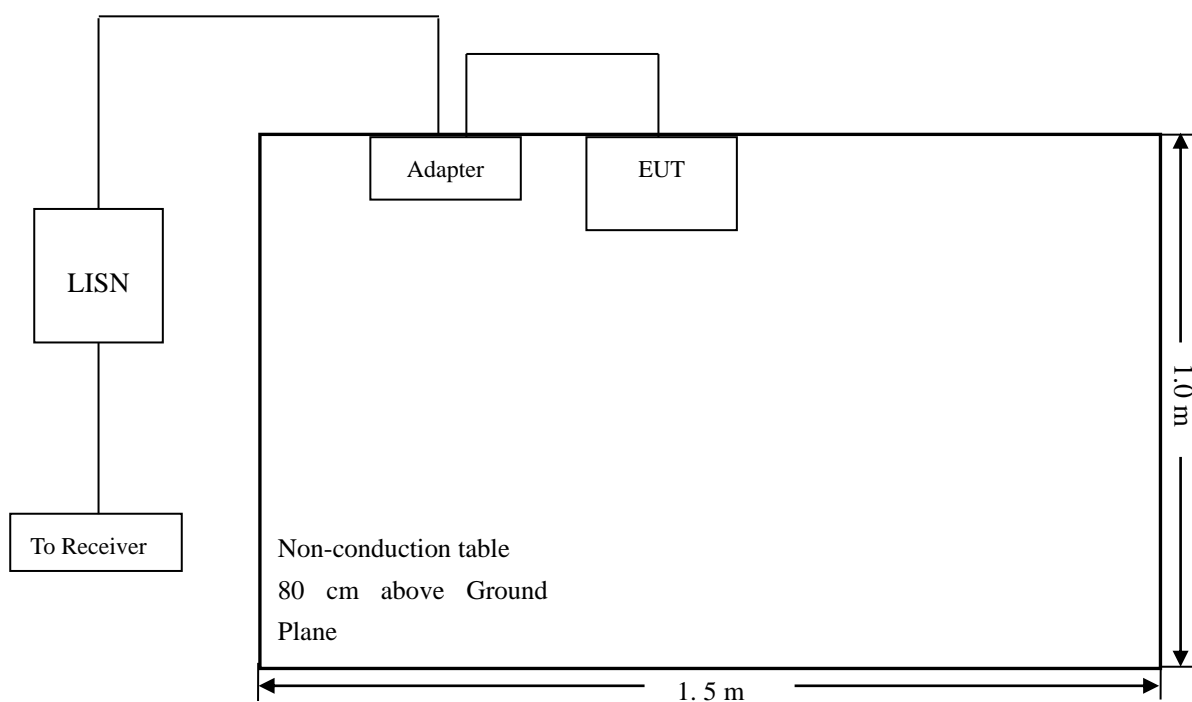 Adapter
EUT
LISN
1.0 m
To Receiver
Non-conduction table
80 cm above Ground
Plane
1. 5 m